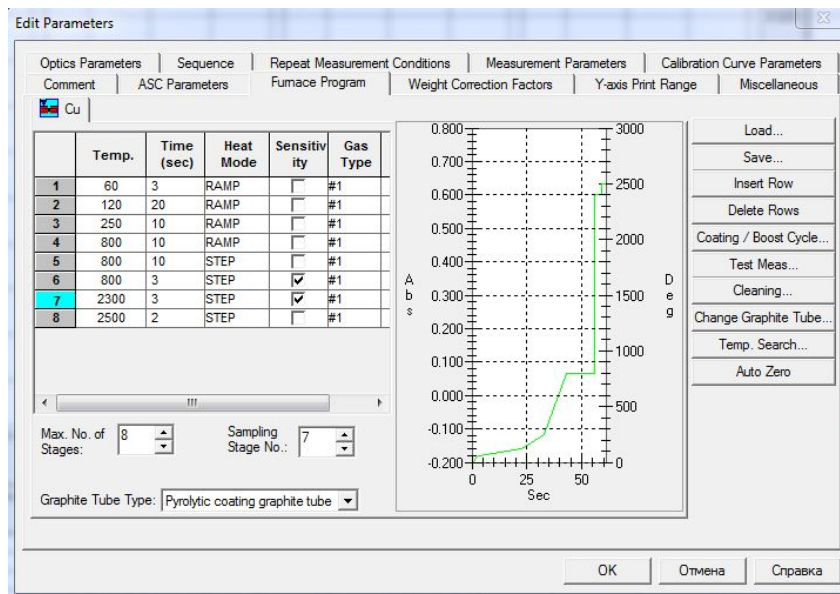 Edit Parameters
Optics Parameters Sequence Repeat Measurement Conditions Measurement Parameters Calibration Curve Parameters
Comment ASC Parameters Furnace Program Weight Correction Factors Y-axis Print Range Miscellaneous
Cu
Temp. Time (sec) Heat Mode Sensitiv ity Gas Type
1 60 3 RAMP #1
2 120 20 RAMP #1
3 250 10 RAMP #1
4 800 10 RAMP #1
5 800 10 STEP #1
6 800 3 STEP #1
7 2300 3 STEP #1
8 2500 2 STEP #1
Max. No. of Stages: 8
Sampling Stage No.: 7
Graphite Tube Type: Pyrolytic coating graphite tube
0.800
0.700
0.600
0.500
0.400
0.300
0.200
0.100
0.000
-0.100
-0.200
Abs
3000
2500
2000
1500
1000
500
0
Deg
0 25 50
Sec
Load...
Save...
Insert Row
Delete Rows
Coating / Boost Cycle...
Test Meas...
Cleaning...
Change Graphite Tube...
Temp. Search...
Auto Zero
OK Отмена Справка